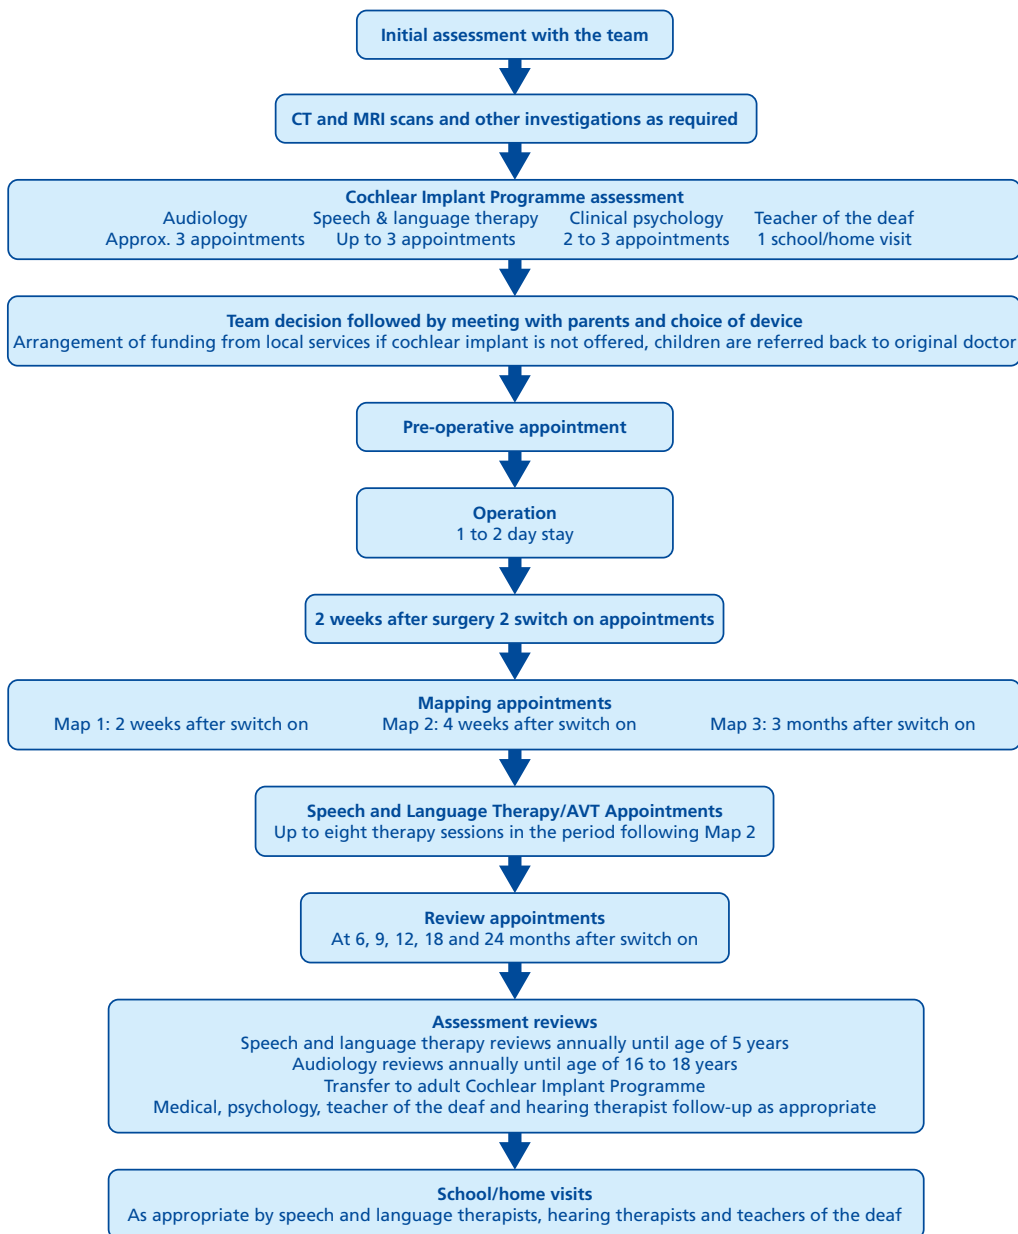 Initial assessment with the team
CT and MRI scans and other investigations as required
Cochlear Implant Programme assessment
Audiology Speech & language therapy Clinical psychology Teacher of the deaf
Approx. 3 appointments Up to 3 appointments 2 to 3 appointments 1 school/home visit
Team decision followed by meeting with parents and choice of device
Arrangement of funding from local services if cochlear implant is not offered, children are referred back to original doctor
Pre-operative appointment
Operation
1 to 2 day stay
2 weeks after surgery 2 switch on appointments
Mapping appointments
Map 1: 2 weeks after switch on Map 2: 4 weeks after switch on Map 3: 3 months after switch on
Speech and Language Therapy/AVT Appointments
Up to eight therapy sessions in the period following Map 2
Review appointments
At 6, 9, 12, 18 and 24 months after switch on
Assessment reviews
Speech and language therapy reviews annually until age of 5 years
Audiology reviews annually until age of 16 to 18 years
Transfer to adult Cochlear Implant Programme
Medical, psychology, teacher of the deaf and hearing therapist follow-up as appropriate
School/home visits
As appropriate by speech and language therapists, hearing therapists and teachers of the deaf